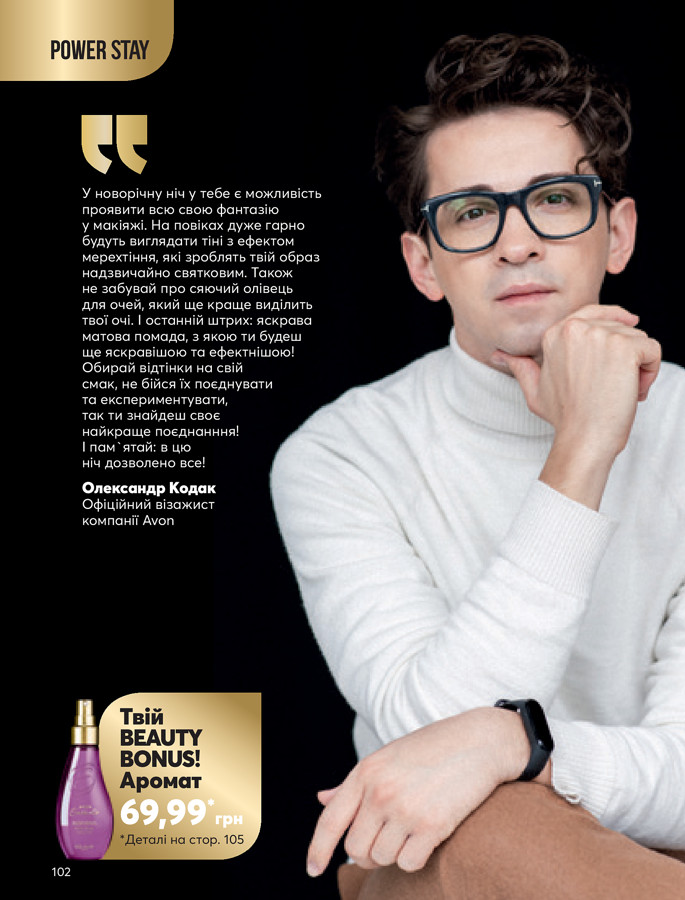 POWER STAY
У новорічну ніч у тебе є можливість
проявити всю свою фантазію
у макіяжі. На повіках дуже гарно
будуть виглядати тіні з ефектом
мерехтіння, які зроблять твій образ
надзвичайно святковим. Також
не забувай про сяючий олівець
для очей, який ще краще виділить
твої очі. І останній штрих: яскрава
матова помада, з якою ти будеш
ще яскравішою та ефектнішою!
Обирай відтінки на свій
смак, не бійся їх поєднувати
та експериментувати,
так ти знайдеш своє
найкраще поєднанння!
І пам`ятай: в цю
ніч дозволено все!
Олександр Кодак
Офіційний візажист
компанії Avon
Твій
BEAUTY
BONUS!
Аромат
69,99* грн
*Деталі на стор. 105
102